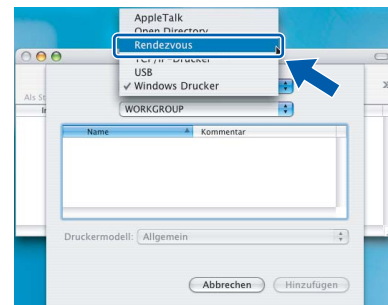 AppleTalk
Open Directory
Rendezvous
TCP/IP-Drucker
USB
✓ Windows Drucker
Als St
WORKGROUP
Name Kommentar
Druckermodell: Allgemein
Abbrechen Hinzufügen